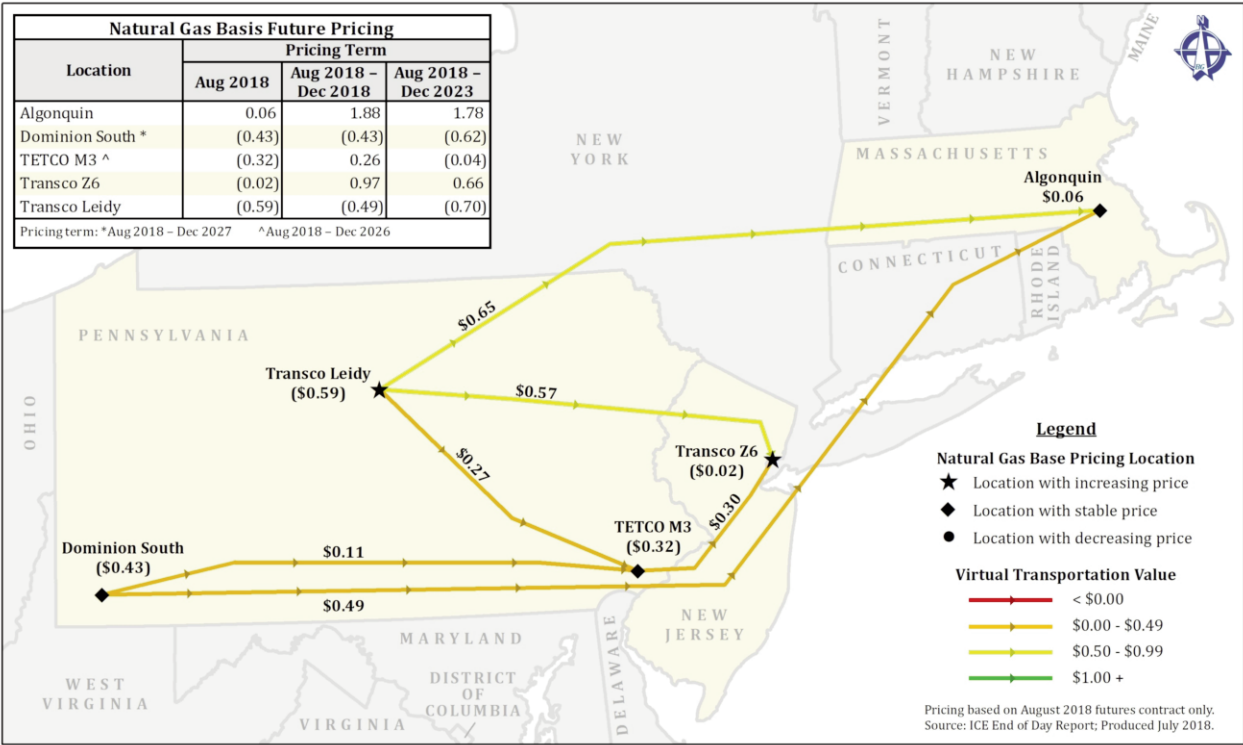 Natural Gas Basis Future Pricing
Location
Pricing Term
Aug 2018
Aug 2018 –
Dec 2018
Aug 2018 –
Dec 2023
Algonquin 0.06 1.88 1.78
Dominion South * (0.43) (0.43) (0.62)
TETCO M3 ^ (0.32) 0.26 (0.04)
Transco Z6 (0.02) 0.97 0.66
Transco Leidy (0.59) (0.49) (0.70)
Pricing term: *Aug 2018 – Dec 2027 ^Aug 2018 – Dec 2026
VERMONT
NEW
HAMPSHIRE
MAINE
NEW
YORK
MASSACHUSETTS
Algonquin
$0.06
CONNECTICUT
RHODE
ISLAND
PENNSYLVANIA
OHIO
$0.65
Transco Leidy
($0.59)
$0.57
$0.27
Transco Z6
($0.02)
$0.30
TETCO M3
($0.32)
Dominion South
($0.43)
$0.11
$0.49
NEW
JERSEY
MARYLAND
DELAWARE
DISTRICT
OF
COLUMBIA
WEST
VIRGINIA
VIRGINIA
Legend
Natural Gas Base Pricing Location
Location with increasing price
Location with stable price
Location with decreasing price
Virtual Transportation Value
< $0.00
$0.00 - $0.49
$0.50 - $0.99
$1.00 +
Pricing based on August 2018 futures contract only.
Source: ICE End of Day Report; Produced July 2018.